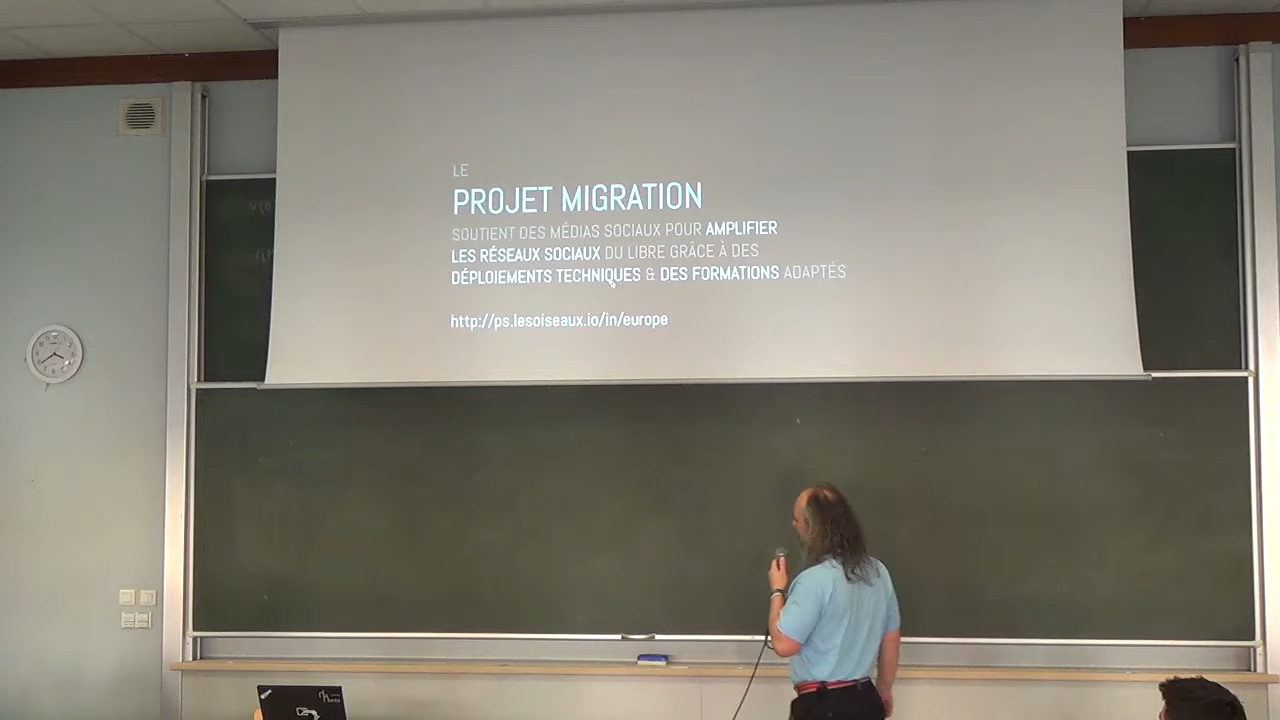 LE
PROJET MIGRATION
SOUTIENT DES MÉDIAS SOCIAUX POUR AMPLIFIER
LES RÉSEAUX SOCIAUX DU LIBRE GRÂCE À DES
DÉPLOIEMENTS TECHNIQUES & DES FORMATIONS ADAPTÉS
http://ps.lesoiseaux.io/in/europe